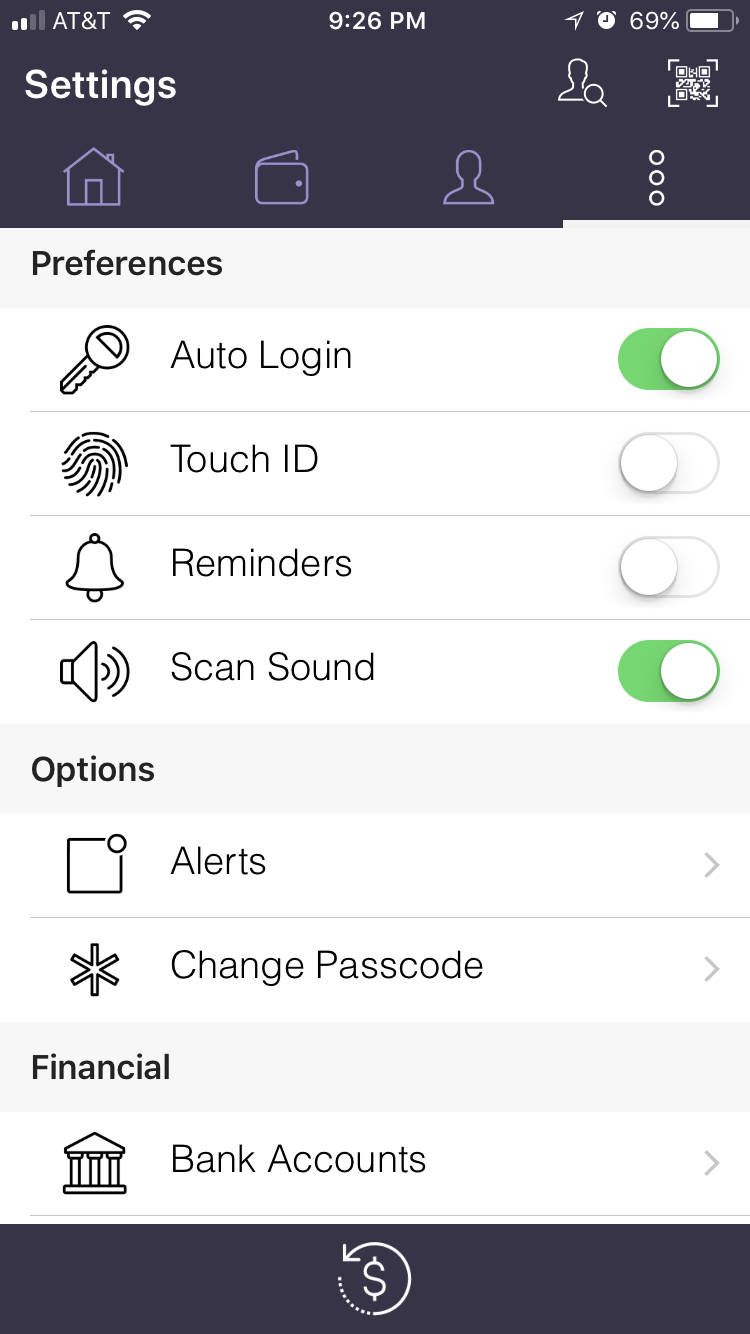 AT&T 9:26 PM 69%
Settings
Preferences
Auto Login
Touch ID
Reminders
Scan Sound
Options
Alerts
Change Passcode
Financial
Bank Accounts
$